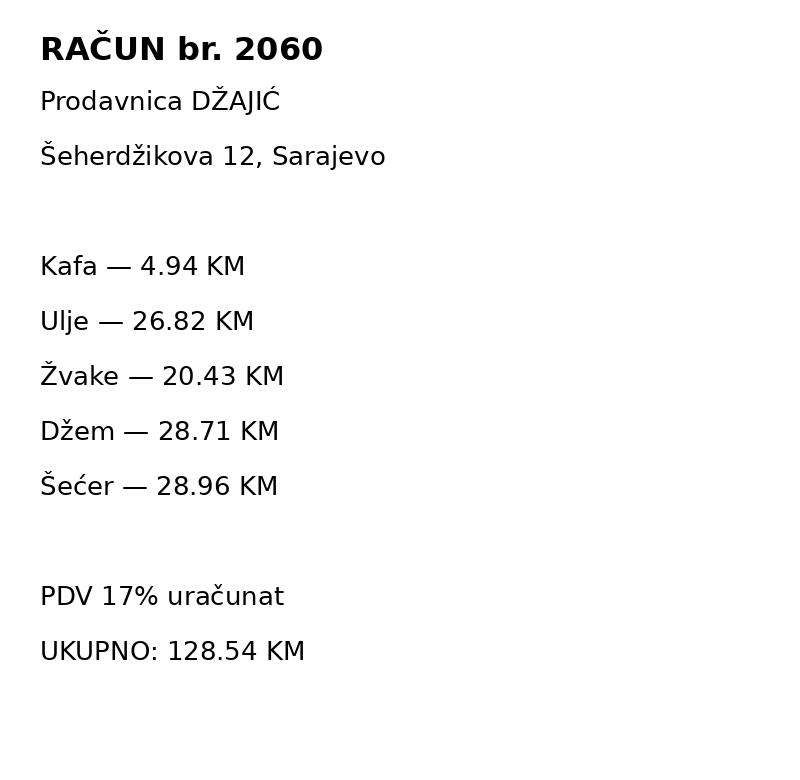 RAČUN br. 2060
Prodavnica DŽAJIĆ
Šeherdžikova 12, Sarajevo
Kafa — 4.94 KM
Ulje — 26.82 KM
Žvake — 20.43 KM
Džem — 28.71 KM
Šećer — 28.96 KM
PDV 17% uračunat
UKUPNO: 128.54 KM